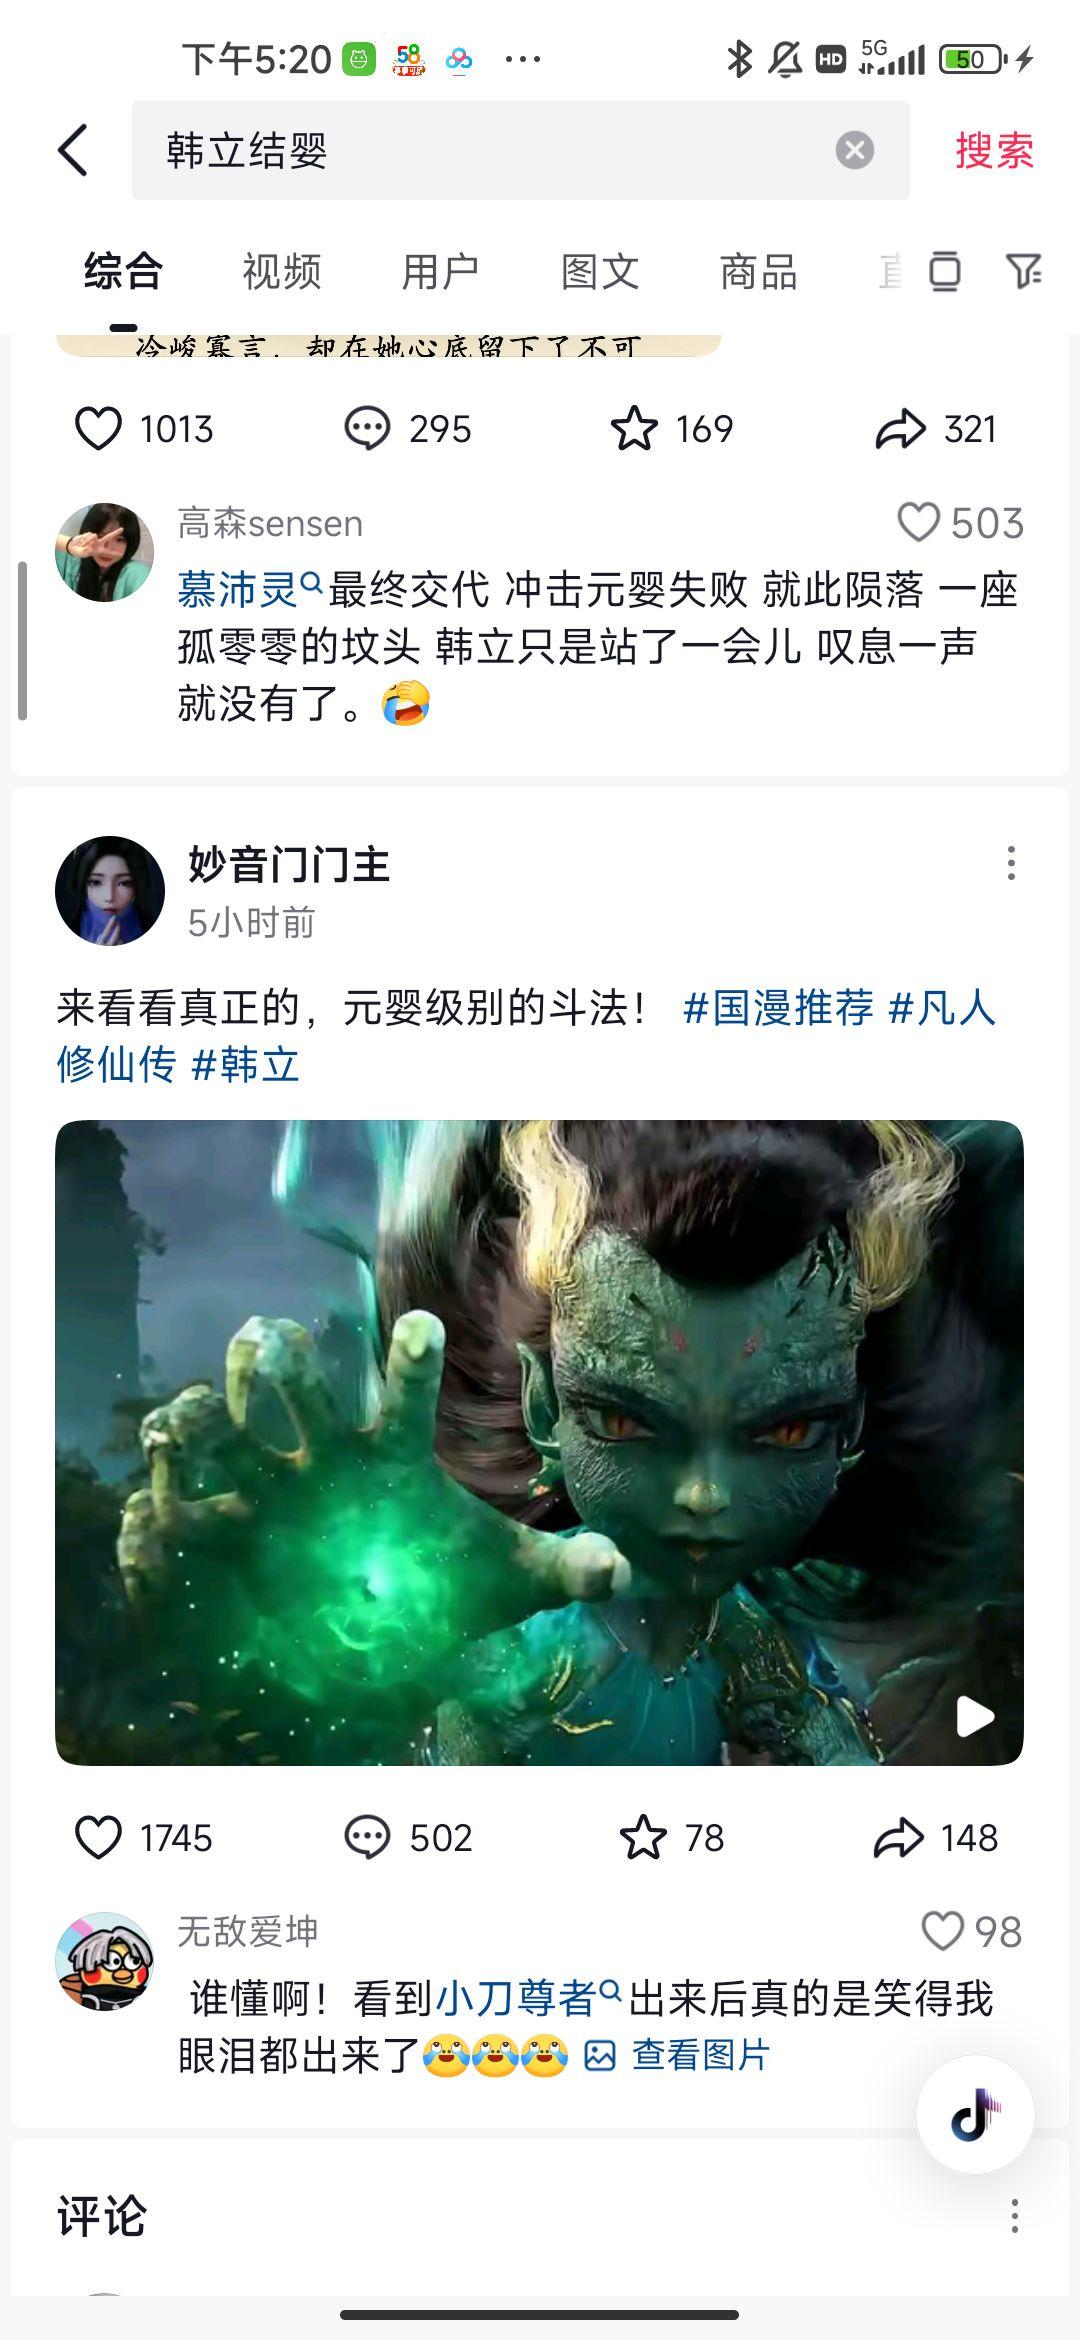 下午5:20
58
HD
5G
50
韩立结婴
搜索
综合
视频
用户
图文
商品
冷峻寡言，却在她心底留下了不可
1013
295
169
321
高森sensen
503
慕沛灵最终交代 冲击元婴失败 就此陨落 一座
孤零零的坟头 韩立只是站了一会儿 叹息一声
就没有了。
妙音门门主
5小时前
来看看真正的，元婴级别的斗法！ #国漫推荐 #凡人
修仙传 #韩立
1745
502
78
148
无敌爱坤
98
谁懂啊！看到小刀尊者出来后真的是笑得我
眼泪都出来了 查看图片
评论